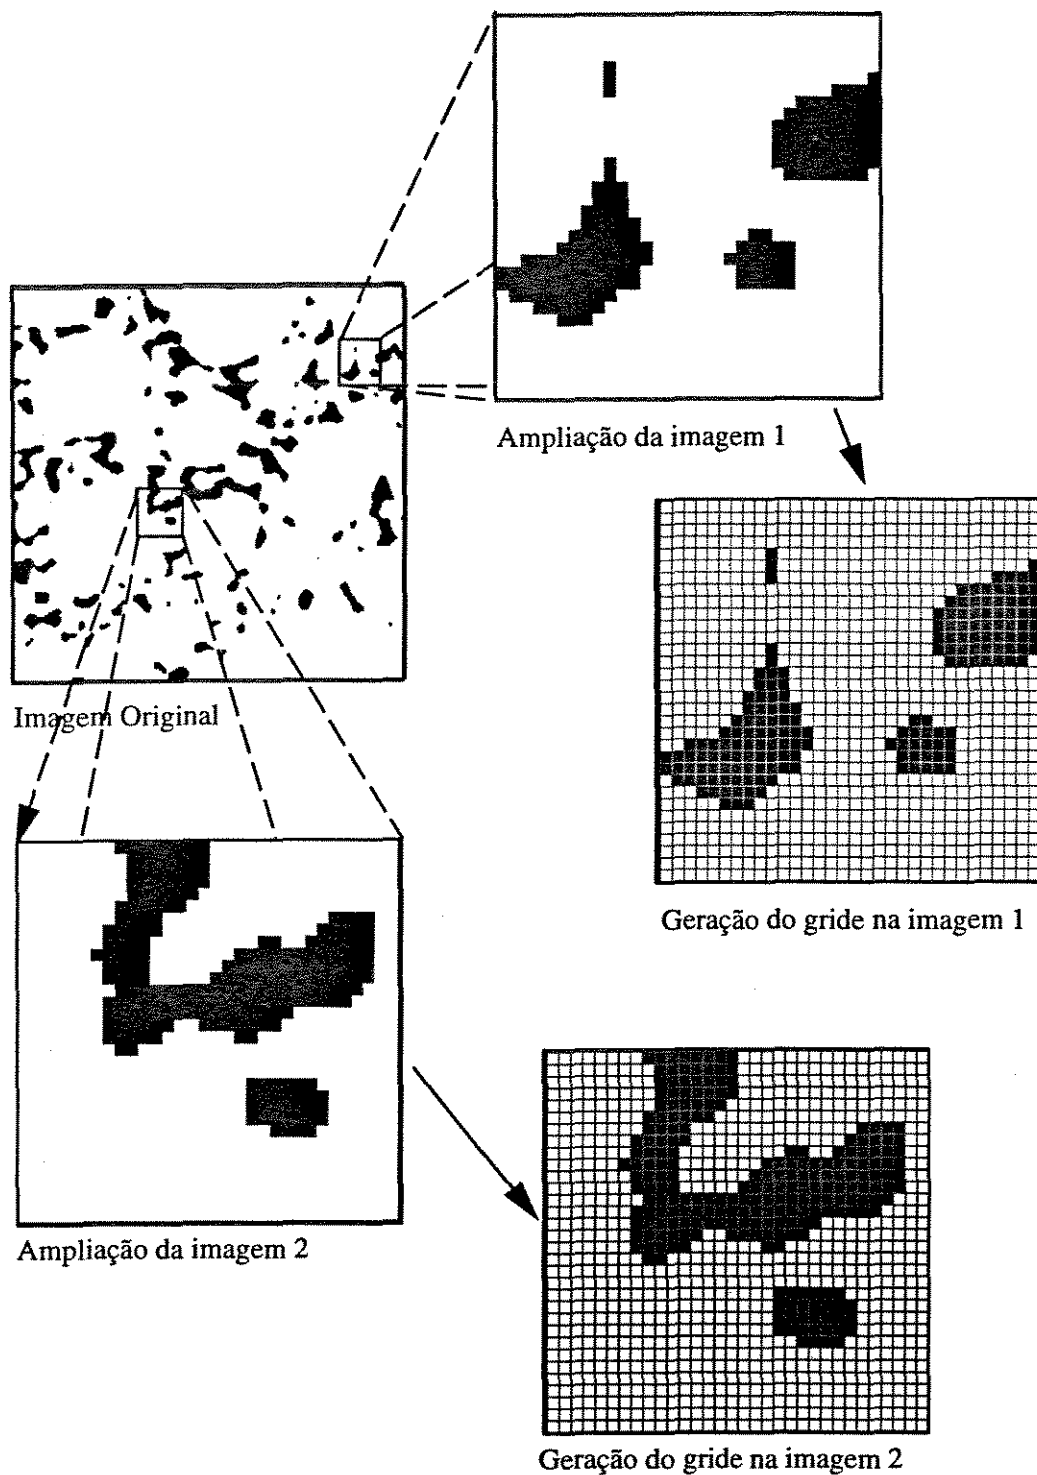 Ampliação da imagem 1
Imagem Original
Geração do gride na imagem 1
Ampliação da imagem 2
Geração do gride na imagem 2